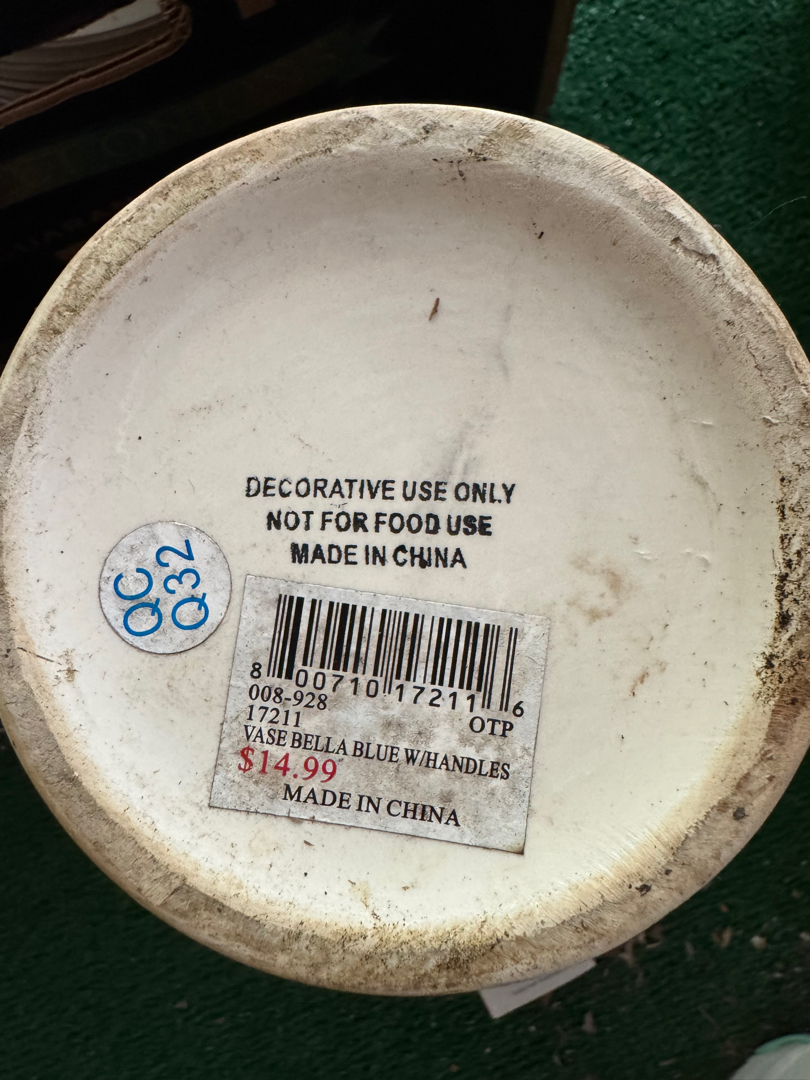 DECORATIVE USE ONLY
NOT FOR FOOD USE
MADE IN CHINA
QC
Q32
8 00710 17211 6
008-928
17211 OTP
VASE BELLA BLUE W/HANDLES
$14.99
MADE IN CHINA